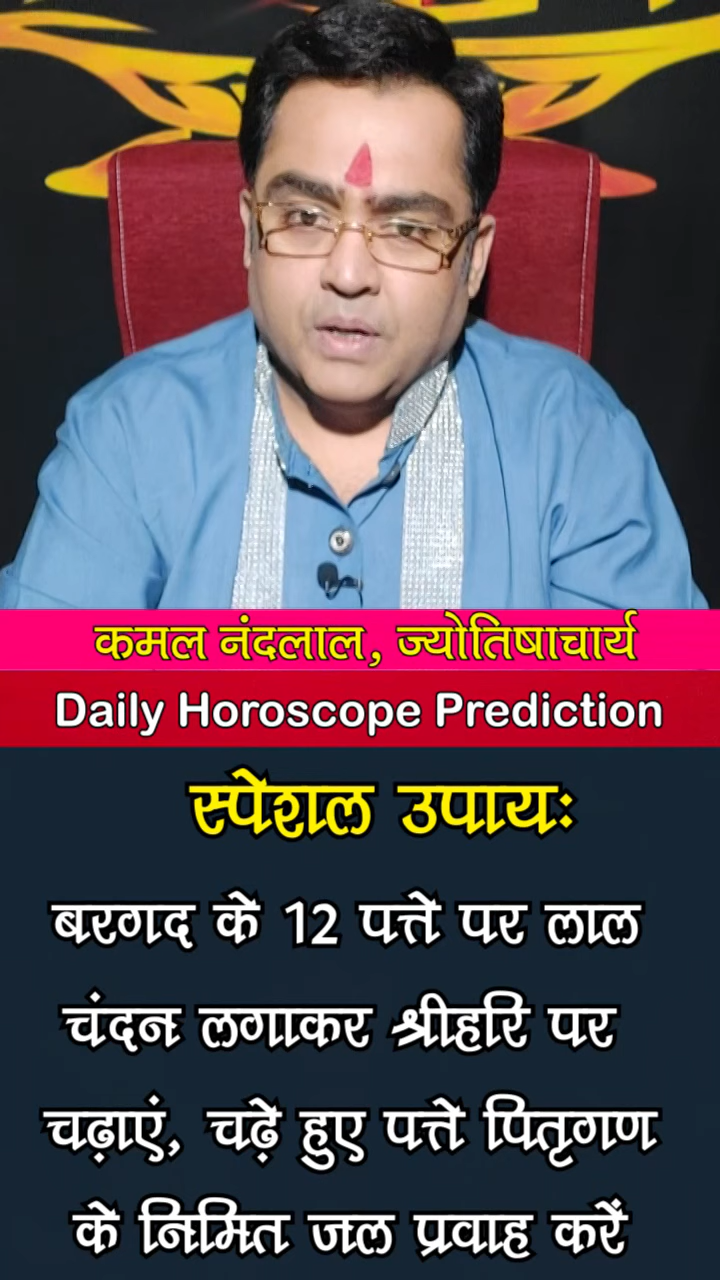 कमल नंदलाल, ज्योतिषाचार्य
Daily Horoscope Prediction
स्पेशल उपायः
बरगद के 12 पत्ते पर लाल
चंदन लगाकर श्रीहरि पर
चढ़ाएं, चढ़े हुए पत्ते पितृगण
के निमित जल प्रवाह करें